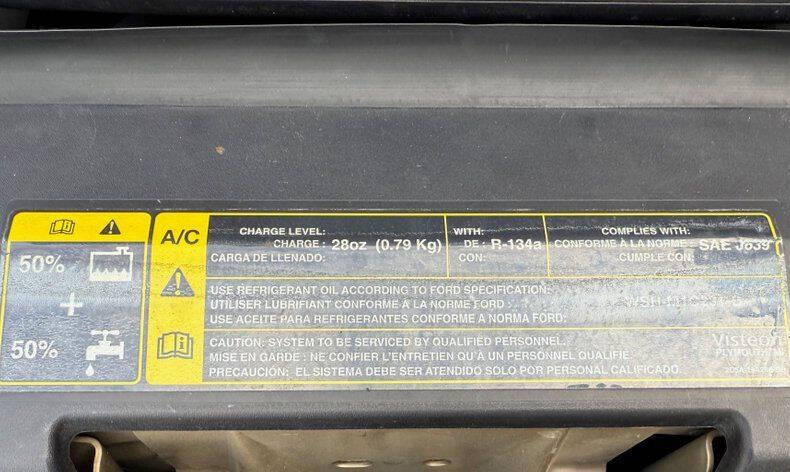 50%
+
50%
A/C
CHARGE LEVEL:
CHARGE : 28oz (0.79 Kg)
CARGA DE LLENADO:
WITH:
DE : R-134a
CON:
COMPLIES WITH:
CONFORME À LA NORME : SAE J639
CUMPLE CON:
USE REFRIGERANT OIL ACCORDING TO FORD SPECIFICATION:
UTILISER LUBRIFIANT CONFORME À LA NORME FORD :
USE ACEITE PARA REFRIGERANTES CONFORME A NORMA FORD:
CAUTION: SYSTEM TO BE SERVICED BY QUALIFIED PERSONNEL.
MISE EN GARDE : NE CONFIER L'ENTRETIEN QU'À UN PERSONNEL QUALIFIÉ
PRECAUCIÓN: EL SISTEMA DEBE SER ATENDIDO SOLO POR PERSONAL CALIFICADO.
Visteon
PLYMOUTH, MI